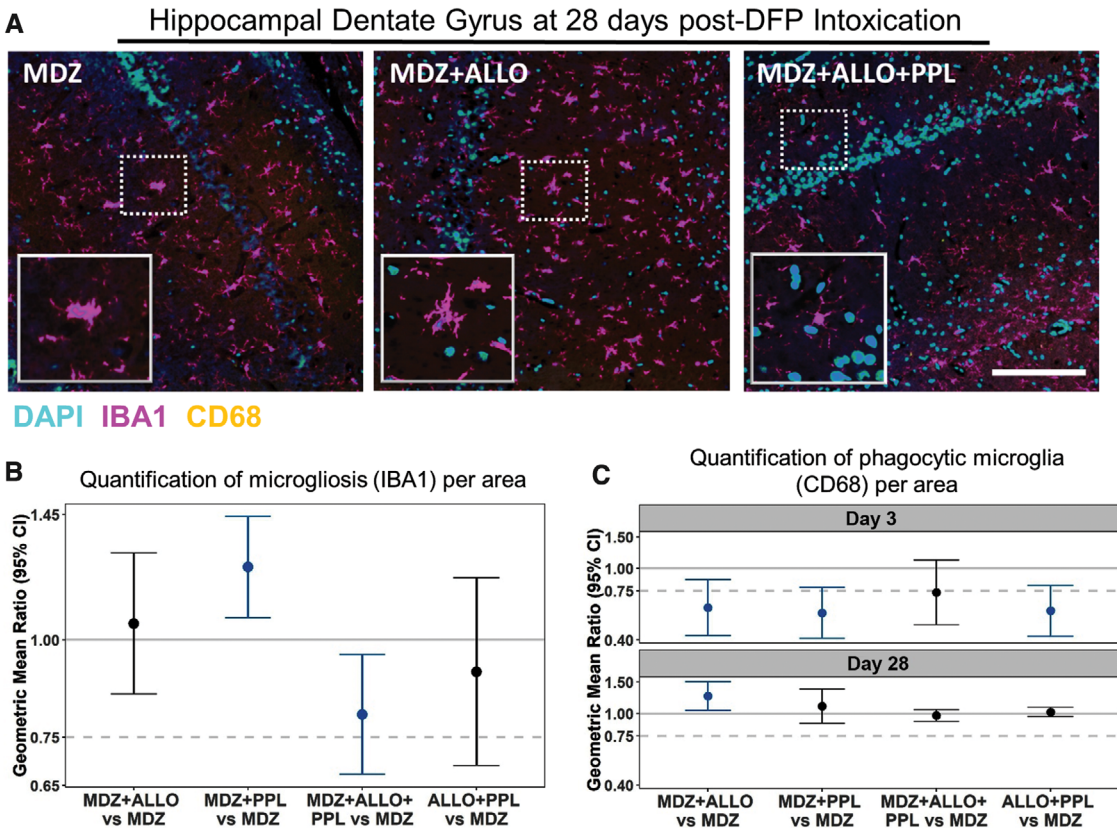 A
Hippocampal Dentate Gyrus at 28 days post-DFP Intoxication
MDZ
MDZ+ALLO
MDZ+ALLO+PPL
DAPI IBA1 CD68
B
Quantification of microgliosis (IBA1) per area
Geometric Mean Ratio (95% CI)
1.45
1.00
0.75
0.65
MDZ+ALLO
vs MDZ
MDZ+PPL
vs MDZ
MDZ+ALLO+
PPL vs MDZ
ALLO+PPL
vs MDZ
C
Quantification of phagocytic microglia
(CD68) per area
Geometric Mean Ratio (95% CI)
Day 3
1.50
1.00
0.75
0.40
Day 28
1.50
1.00
0.75
0.40
MDZ+ALLO
vs MDZ
MDZ+PPL
vs MDZ
MDZ+ALLO+
PPL vs MDZ
ALLO+PPL
vs MDZ